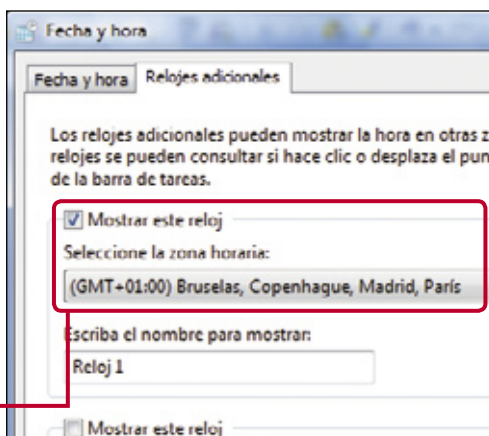 Fecha y hora
Fecha y hora Relojes adicionales
Los relojes adicionales pueden mostrar la hora en otras z
relojes se pueden consultar si hace clic o desplaza el pun
de la barra de tareas.
Mostrar este reloj
Seleccione la zona horaria:
(GMT+01:00) Bruselas, Copenhague, Madrid, París
Escriba el nombre para mostrar:
Reloj 1
Mostrar este reloj